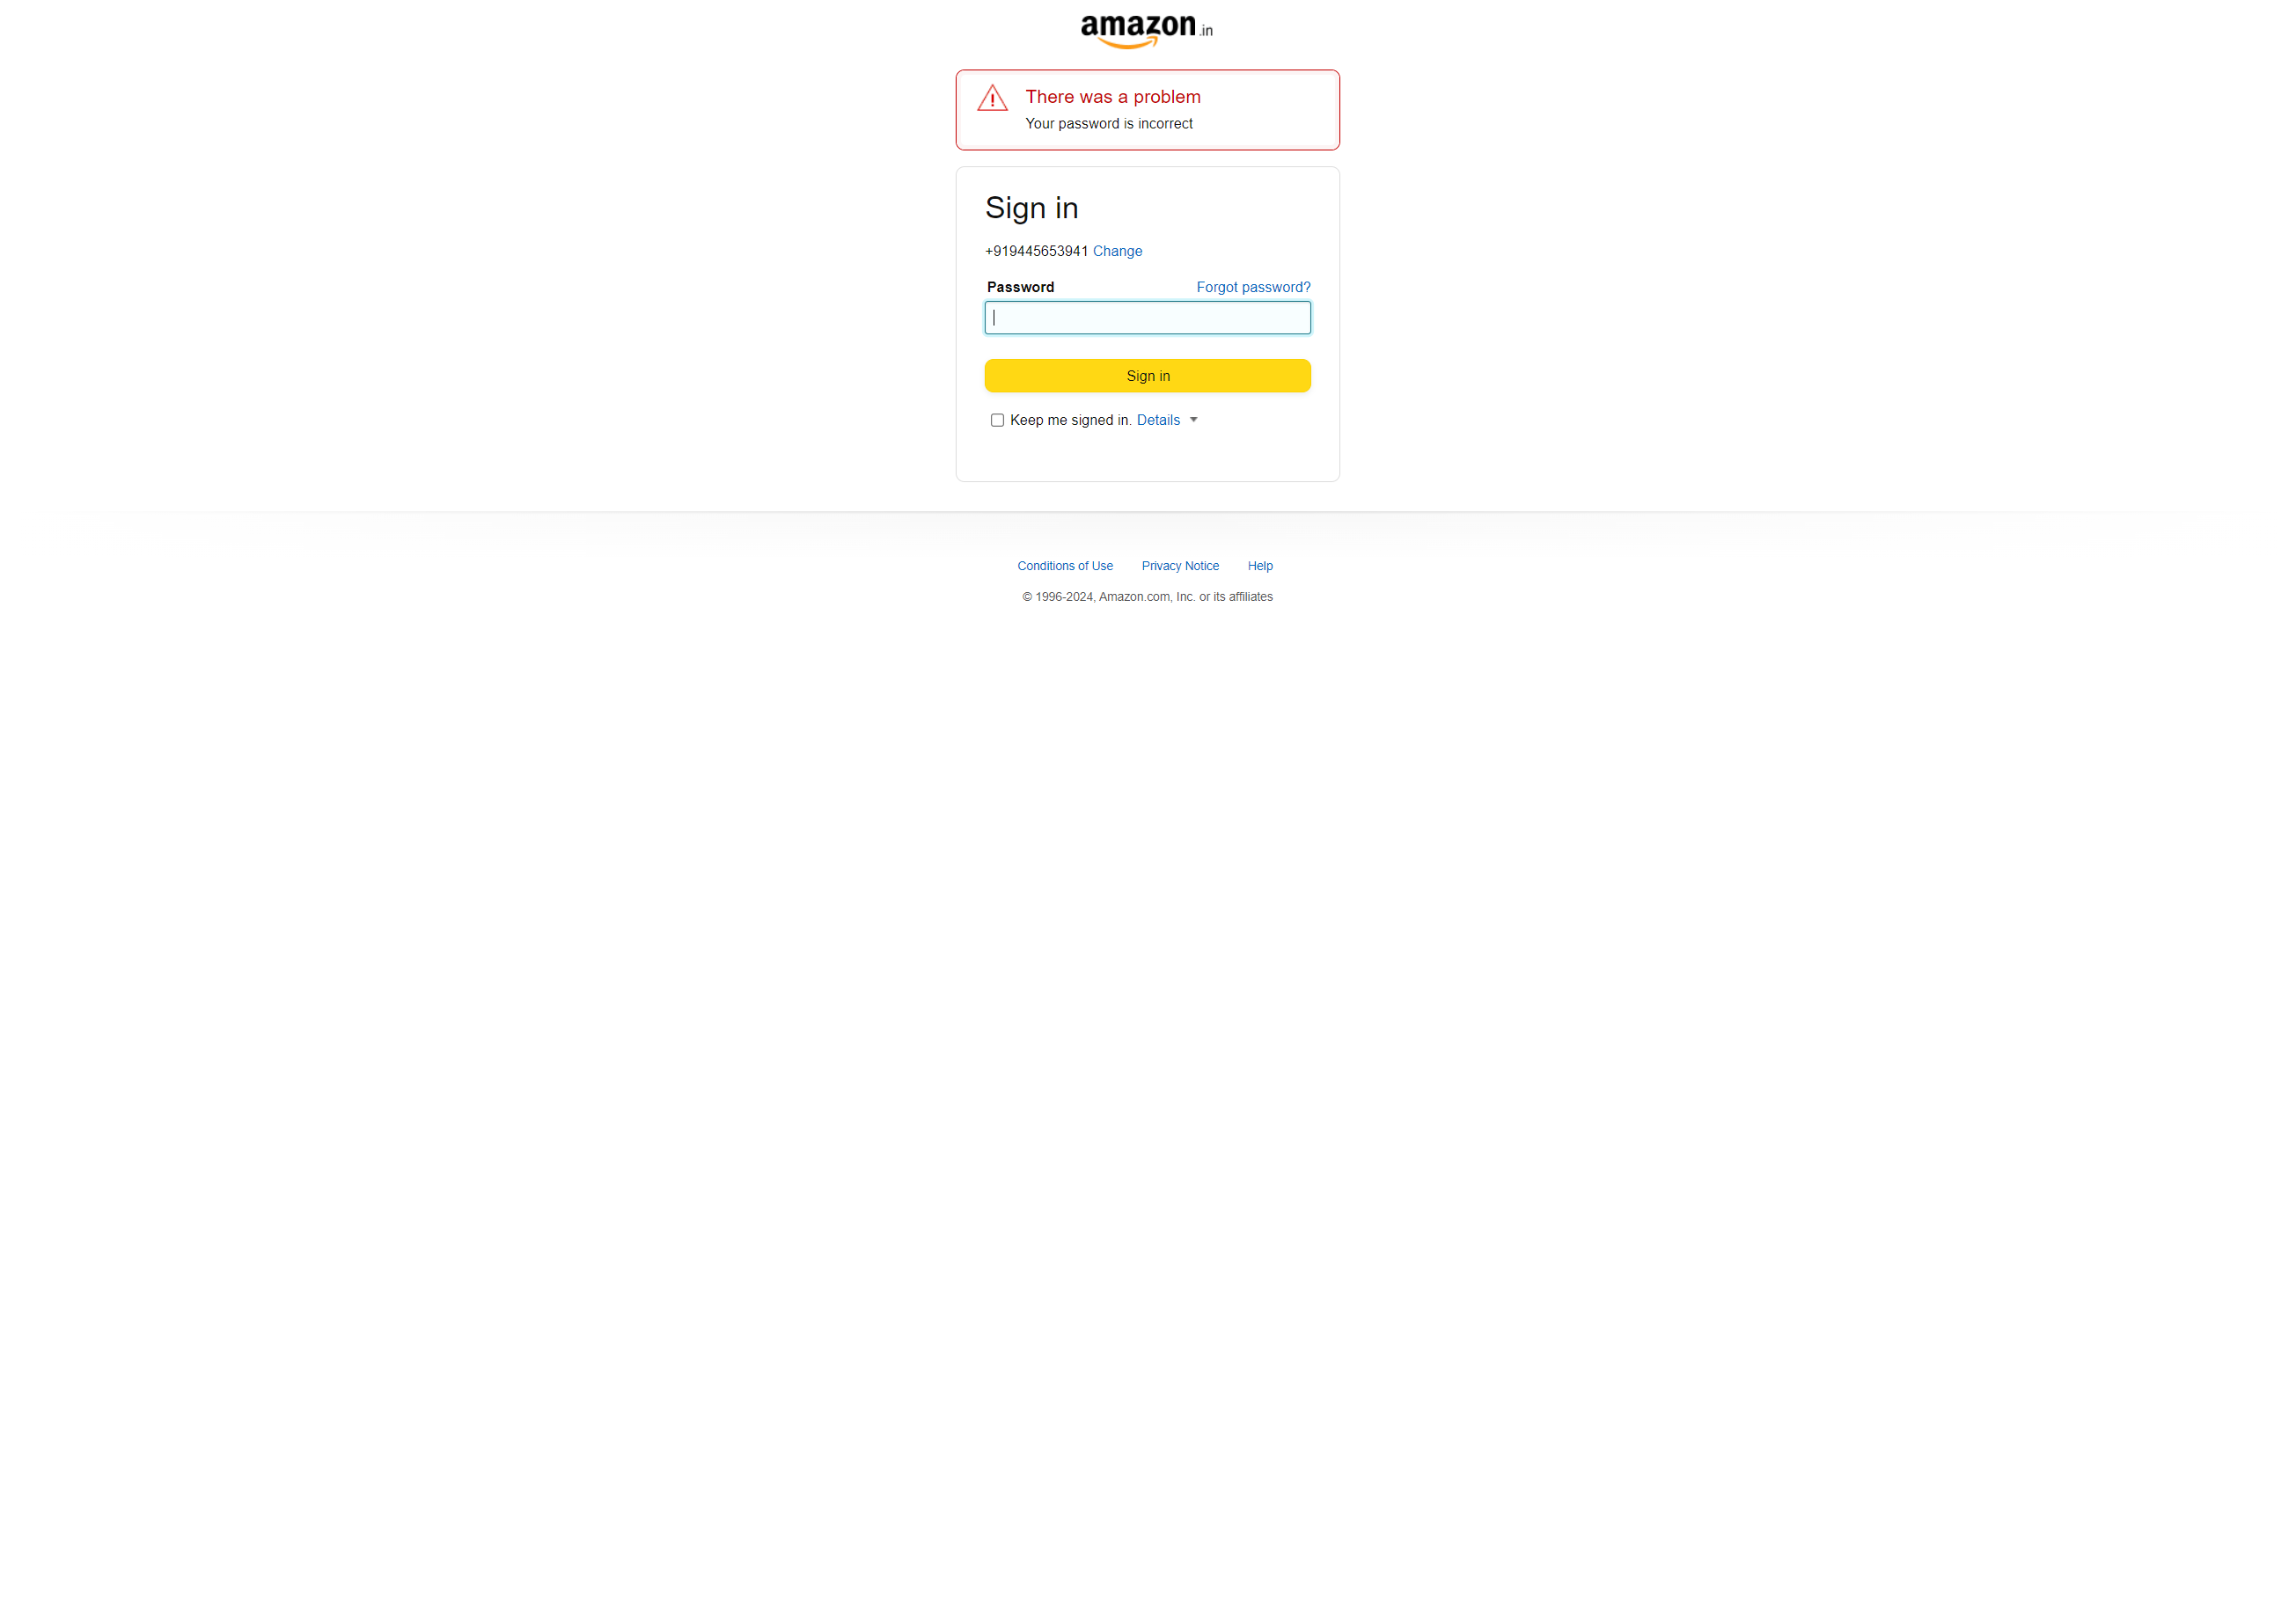 amazon.in
There was a problem
Your password is incorrect
Sign in
+919445653941 Change
Password Forgot password?
Sign in
Keep me signed in. Details
Conditions of Use Privacy Notice Help
© 1996-2024, Amazon.com, Inc. or its affiliates